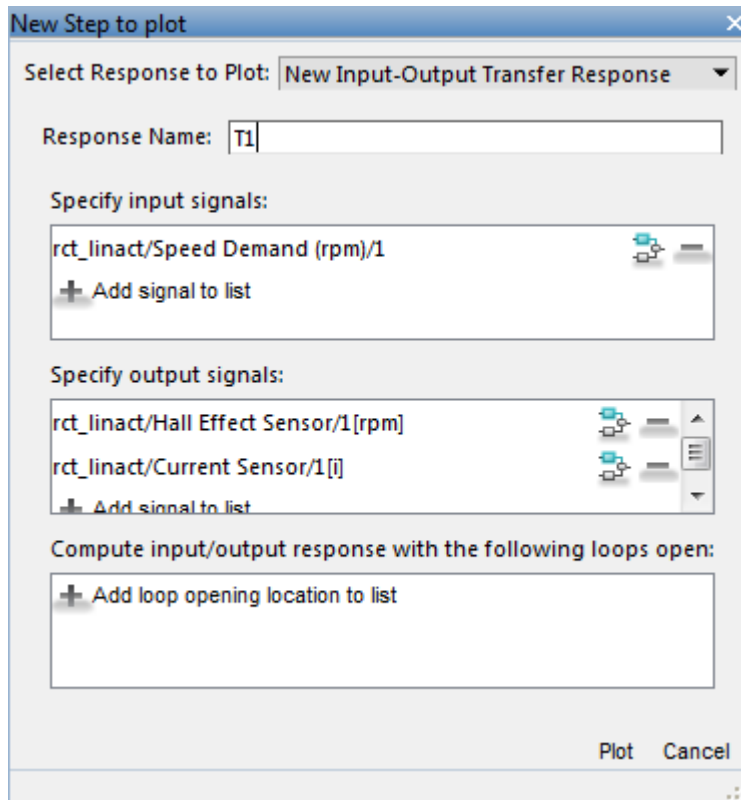 New Step to plot
Select Response to Plot: New Input-Output Transfer Response
Response Name: T1
Specify input signals:
rct_linact/Speed Demand (rpm)/1
Add signal to list
Specify output signals:
rct_linact/Hall Effect Sensor/1[rpm]
rct_linact/Current Sensor/1[i]
Add signal to list
Compute input/output response with the following loops open:
Add loop opening location to list
Plot Cancel